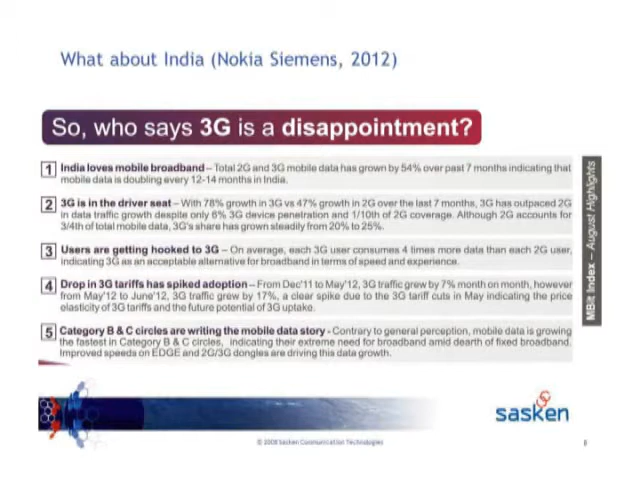 What about India (Nokia Siemens, 2012)
So, who says 3G is a disappointment?
1 India loves mobile broadband – Total 2G and 3G mobile data has grown by 54% over past 7 months indicating that
mobile data is doubling every 12-14 months in India.
2 3G is in the driver seat – With 78% growth in 3G vs 47% growth in 2G over the last 7 months, 3G has outpaced 2G
in data traffic growth despite only 6% 3G device penetration and 1/10th of 2G coverage. Although 2G accounts for
3/4th of total mobile data, 3G's share has grown steadily from 20% to 25%.
3 Users are getting hooked to 3G – On average, each 3G user consumes 4 times more data than each 2G user,
indicating 3G as an acceptable alternative for broadband in terms of speed and experience.
4 Drop in 3G tariffs has spiked adoption – From Dec'11 to May'12, 3G traffic grew by 7% month on month, however
from May'12 to June'12, 3G traffic grew by 17%, a clear spike due to the 3G tariff cuts in May indicating the price
elasticity of 3G tariffs and the future potential of 3G uptake.
5 Category B & C circles are writing the mobile data story - Contrary to general perception, mobile data is growing
the fastest in Category B & C circles, indicating their extreme need for broadband amid dearth of fixed broadband.
Improved speeds on EDGE and 2G/3G dongles are driving this data growth.
MBit Index – August Highlights
sasken
© 2008 Sasken Communication Technologies